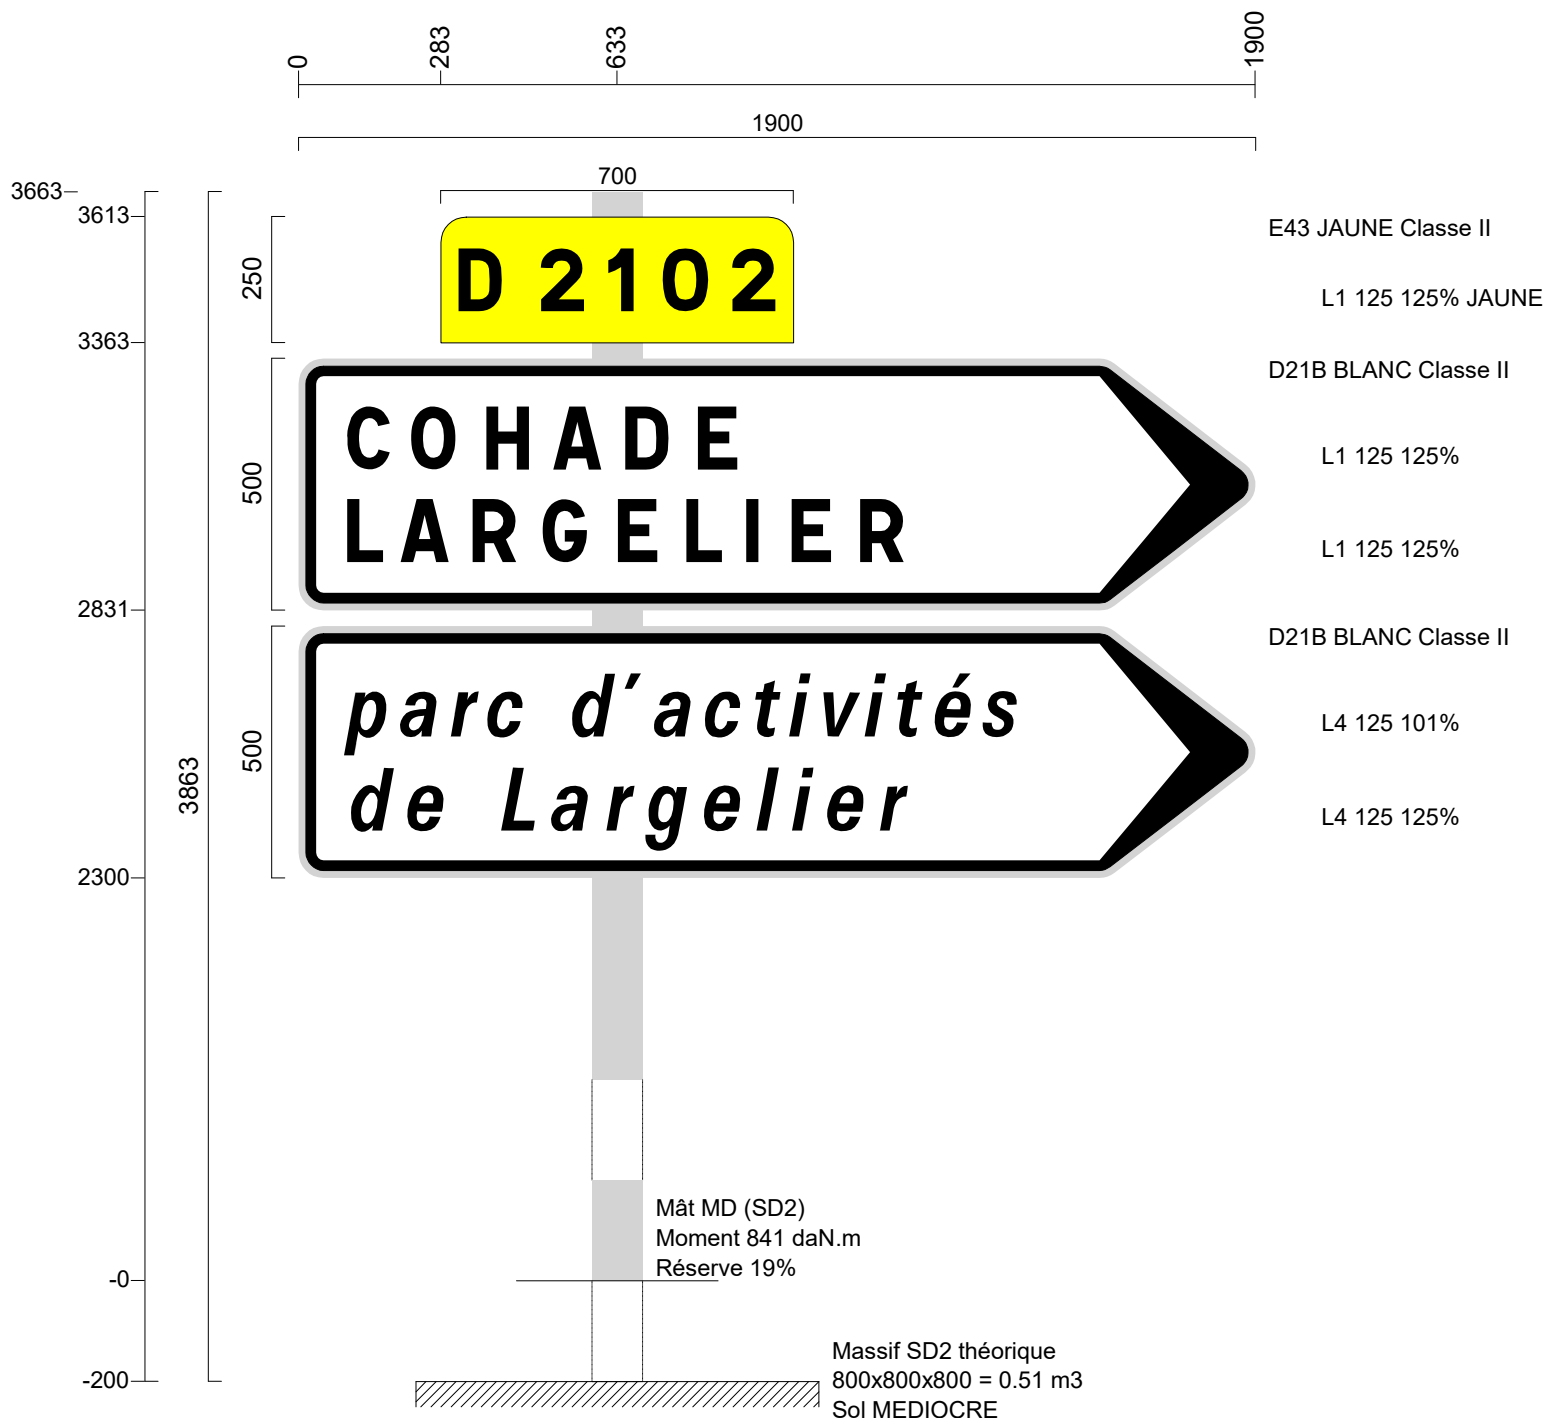 0
283
633
1900
1900
700
3663
3613
3363
2831
2300
-0
-200
3863
250
500
500
D 2102
COHADE
LARGELIER
parc d'activités
de Largelier
E43 JAUNE Classe II
L1 125 125% JAUNE
D21B BLANC Classe II
L1 125 125%
L1 125 125%
D21B BLANC Classe II
L4 125 101%
L4 125 125%
Mât MD (SD2)
Moment 841 daN.m
Réserve 19%
Massif SD2 théorique
800x800x800 = 0.51 m3
Sol MEDIOCRE